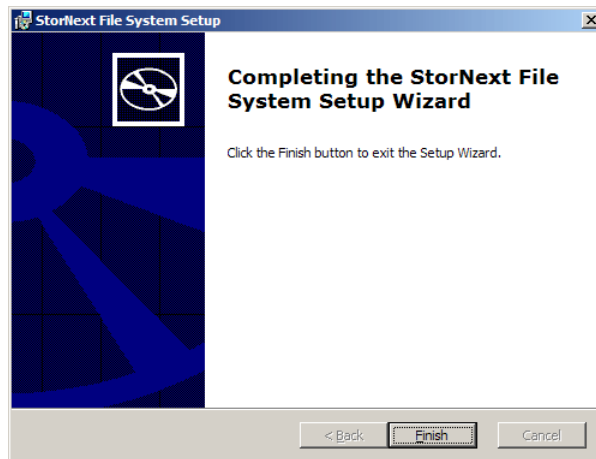 StorNext File System Setup
Completing the StorNext File
System Setup Wizard
Click the Finish button to exit the Setup Wizard.
< Back
Finish
Cancel